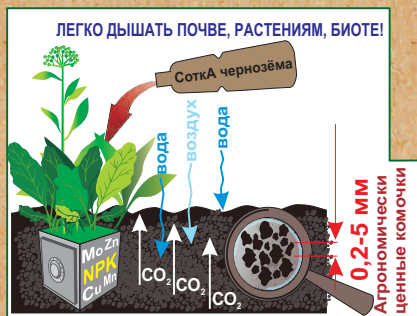 ЛЕГКО ДЫШАТЬ ПОЧВЕ, РАСТЕНИЯМ, БИОТЕ!
СоткА чернозёма
вода
воздух
вода
Mo Zn
NPK
Cu Mn
CO2
CO2
CO2
0,2-5 мм
Агрономически
ценные комочки